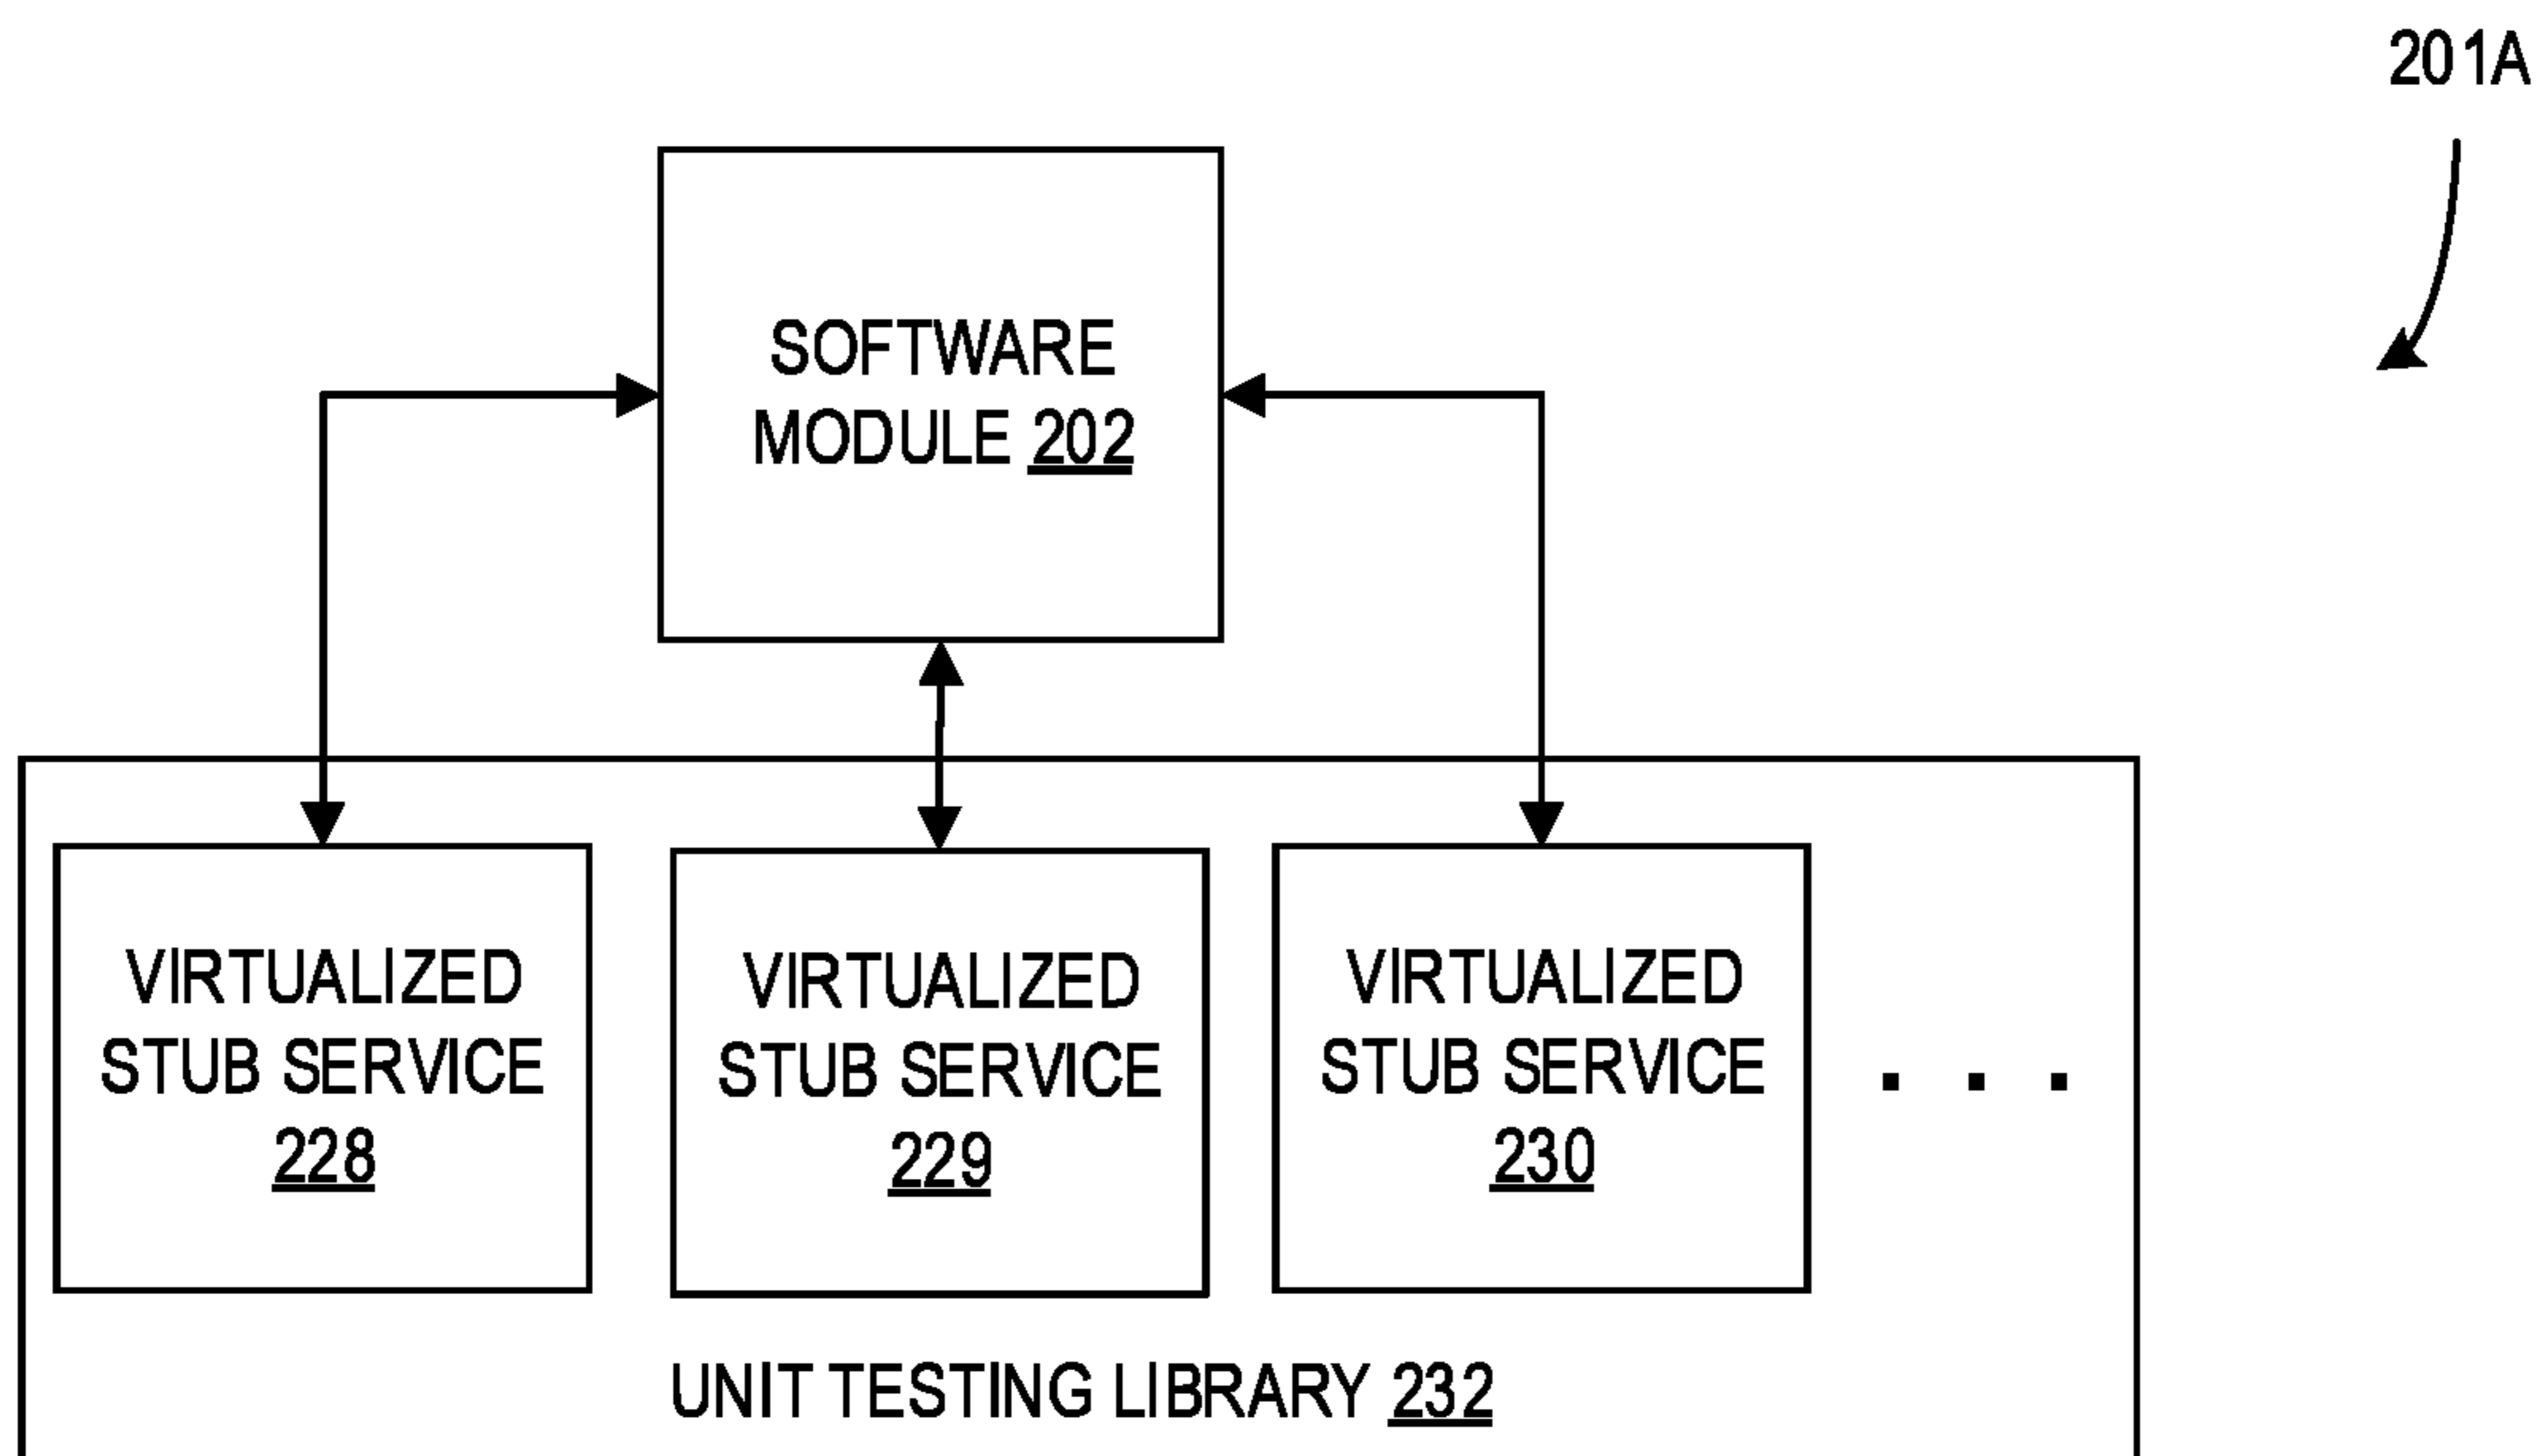 201A
SOFTWARE
MODULE 202
VIRTUALIZED
STUB SERVICE
228
VIRTUALIZED
STUB SERVICE
229
VIRTUALIZED
STUB SERVICE
230
. . .
UNIT TESTING LIBRARY 232